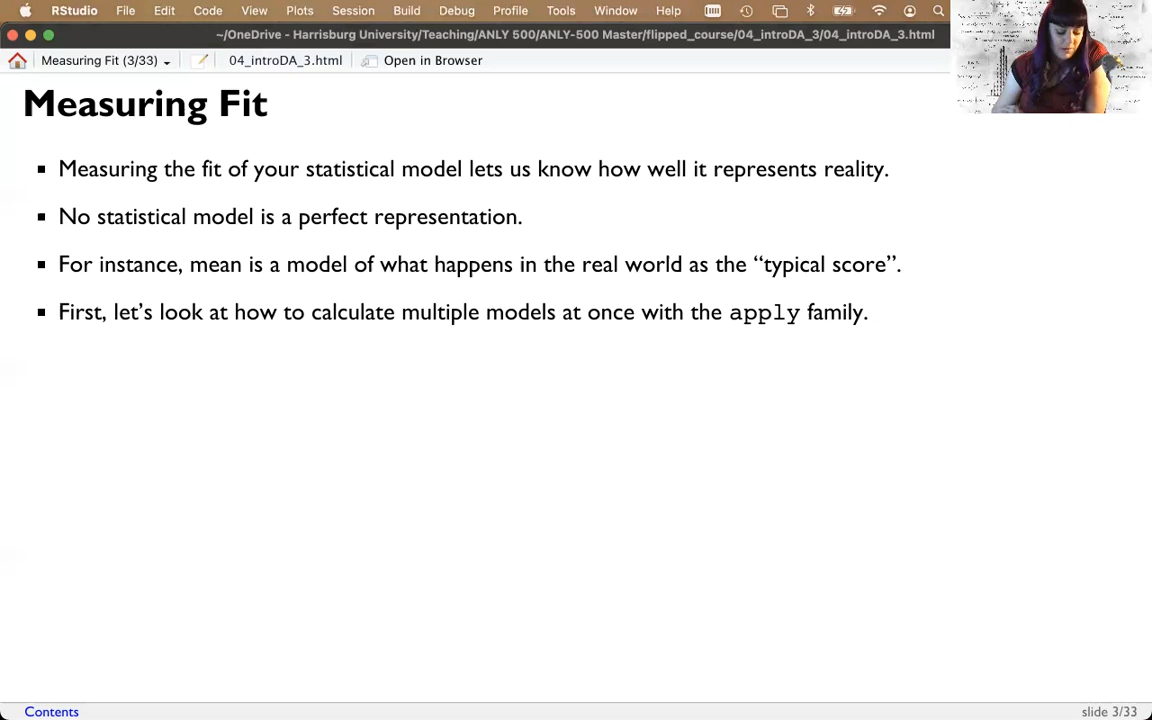 RStudio File Edit Code View Plots Session Build Debug Profile Tools Window Help
~/OneDrive - Harrisburg University/Teaching/ANLY 500/ANLY-500 Master/flipped_course/04_introDA_3/04_introDA_3.html
Measuring Fit (3/33) 04_introDA_3.html Open in Browser
Measuring Fit
Measuring the fit of your statistical model lets us know how well it represents reality.
No statistical model is a perfect representation.
For instance, mean is a model of what happens in the real world as the “typical score”.
First, let’s look at how to calculate multiple models at once with the apply family.
Contents slide 3/33